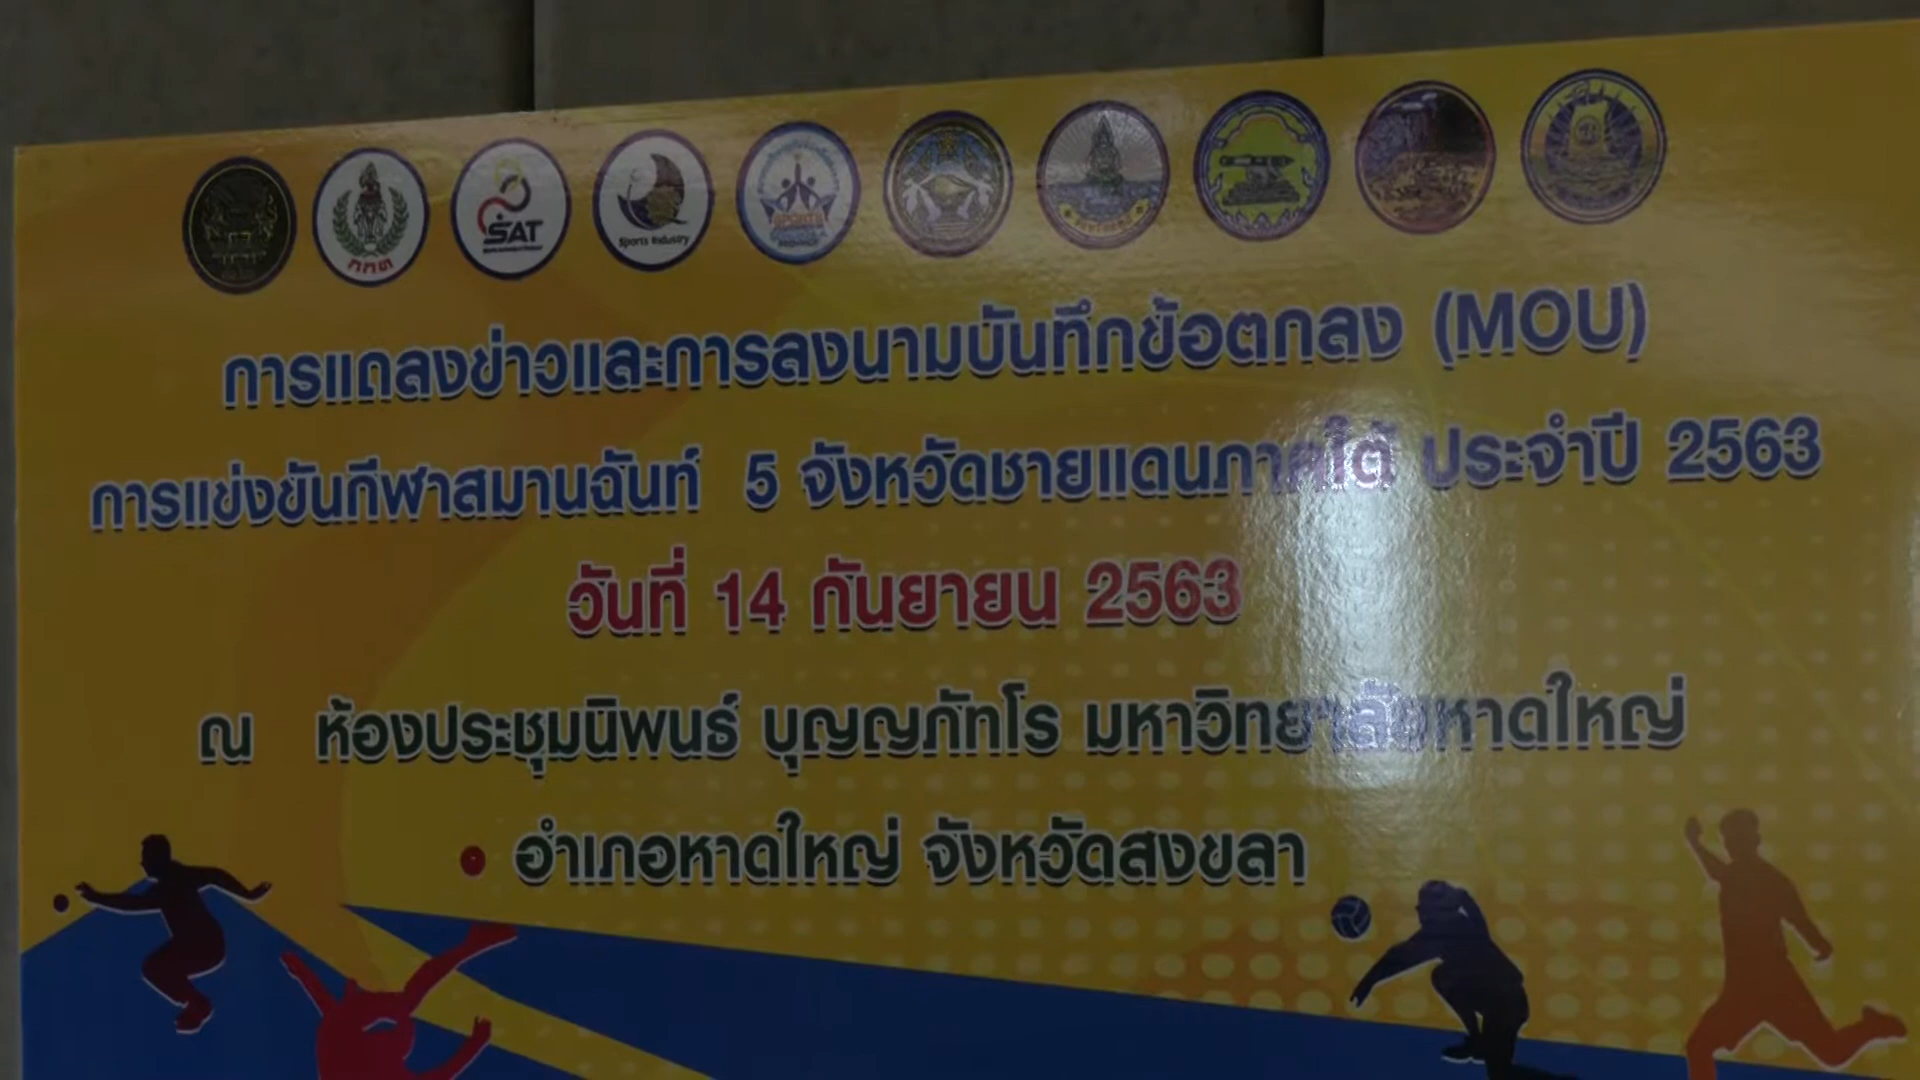 กกท
SAT
Sports Industry
การแถลงข่าวและการลงนามบันทึกข้อตกลง (MOU)
การแข่งขันกีฬาสมานฉันท์ 5 จังหวัดชายแดนภาคใต้ ประจำปี 2563
วันที่ 14 กันยายน 2563
ณ ห้องประชุมนิพนธ์ บุญญภัทโร มหาวิทยาลัยหาดใหญ่
อำเภอหาดใหญ่ จังหวัดสงขลา